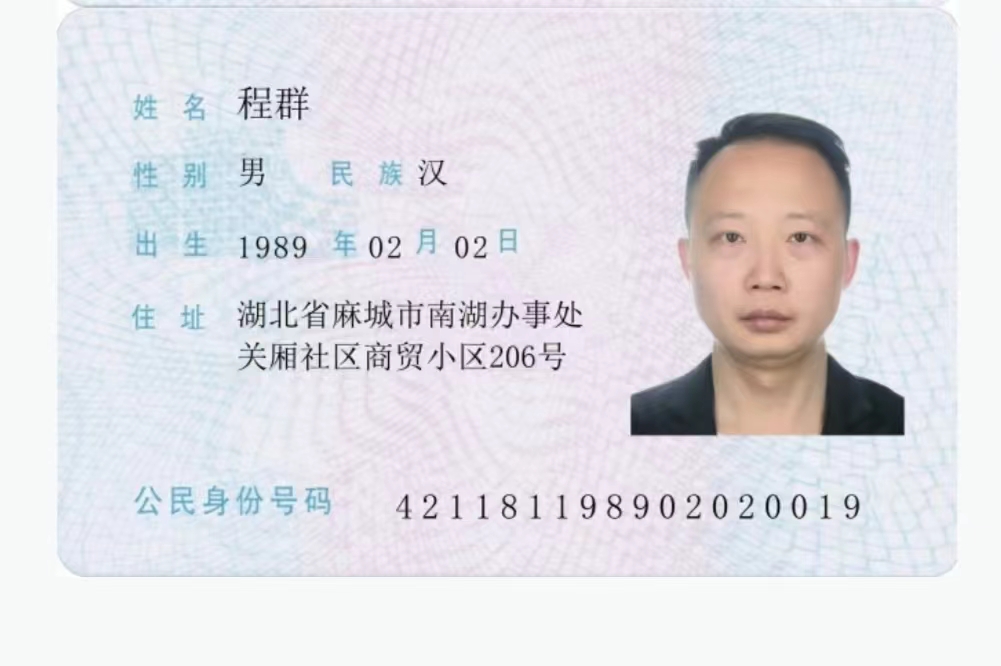 姓名 程群
性别 男 民族 汉
出生 1989 年 02 月 02 日
住址 湖北省麻城市南湖办事处
关厢社区商贸小区206号
公民身份号码 421181198902020019